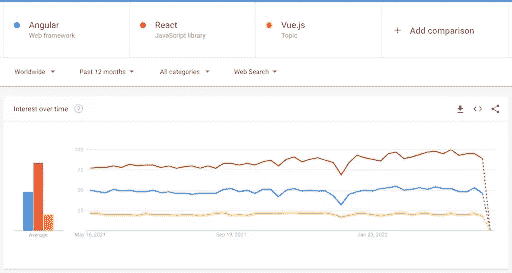 Angular
Web framework
React
JavaScript library
Vue.js
Topic
+ Add comparison
Worldwide
Past 12 months
All categories
Web Search
Interest over time
?
100
75
50
25
Average
May 16, 2021
Sep 19, 2021
Jan 23, 2022